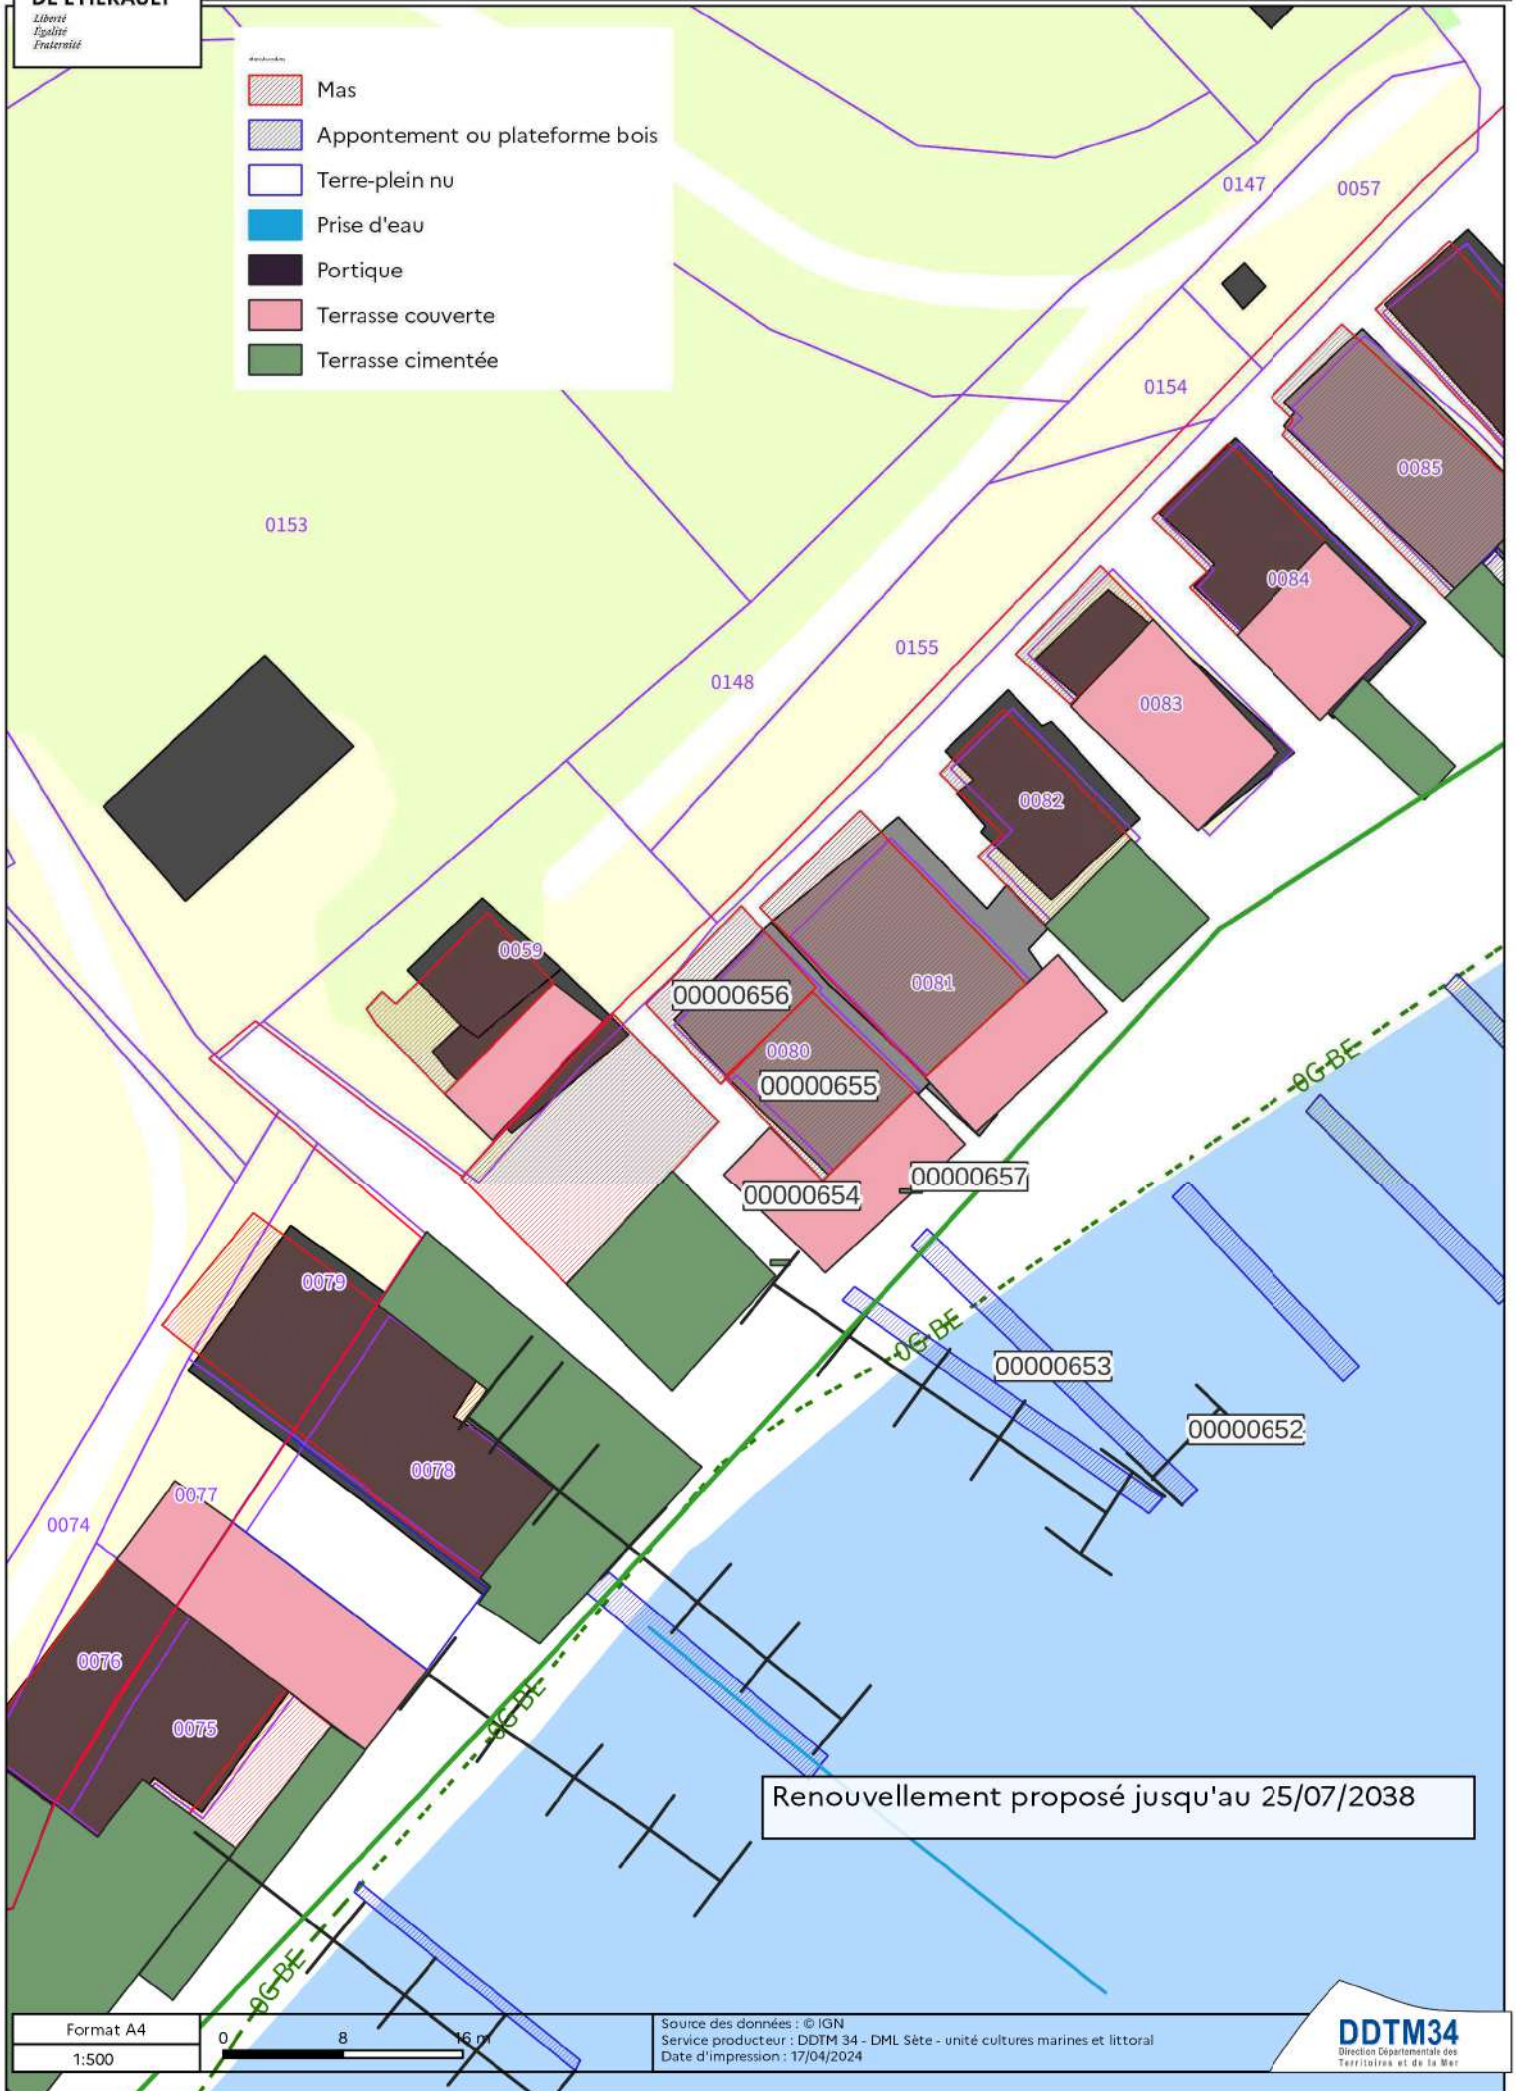 DE L'HÉRAULT
Liberté
Égalité
Fraternité
Mas
Appontement ou plateforme bois
Terre-plein nu
Prise d'eau
Portique
Terrasse couverte
Terrasse cimentée
0147
0057
0154
0085
0153
0084
0155
0148
0083
0082
0059
0081
00000656
0080
00000655
0G BE
00000657
00000654
0079
0G BE
00000653
00000652
0078
0077
0074
0076
0G BE
0075
Renouvellement proposé jusqu'au 25/07/2038
0G BE
Format A4
1:500
0 8 16 m
Source des données : © IGN
Service producteur : DDTM 34 - DML Sète - unité cultures marines et littoral
Date d'impression : 17/04/2024
DDTM34
Direction Départementale des
Territoires et de la Mer